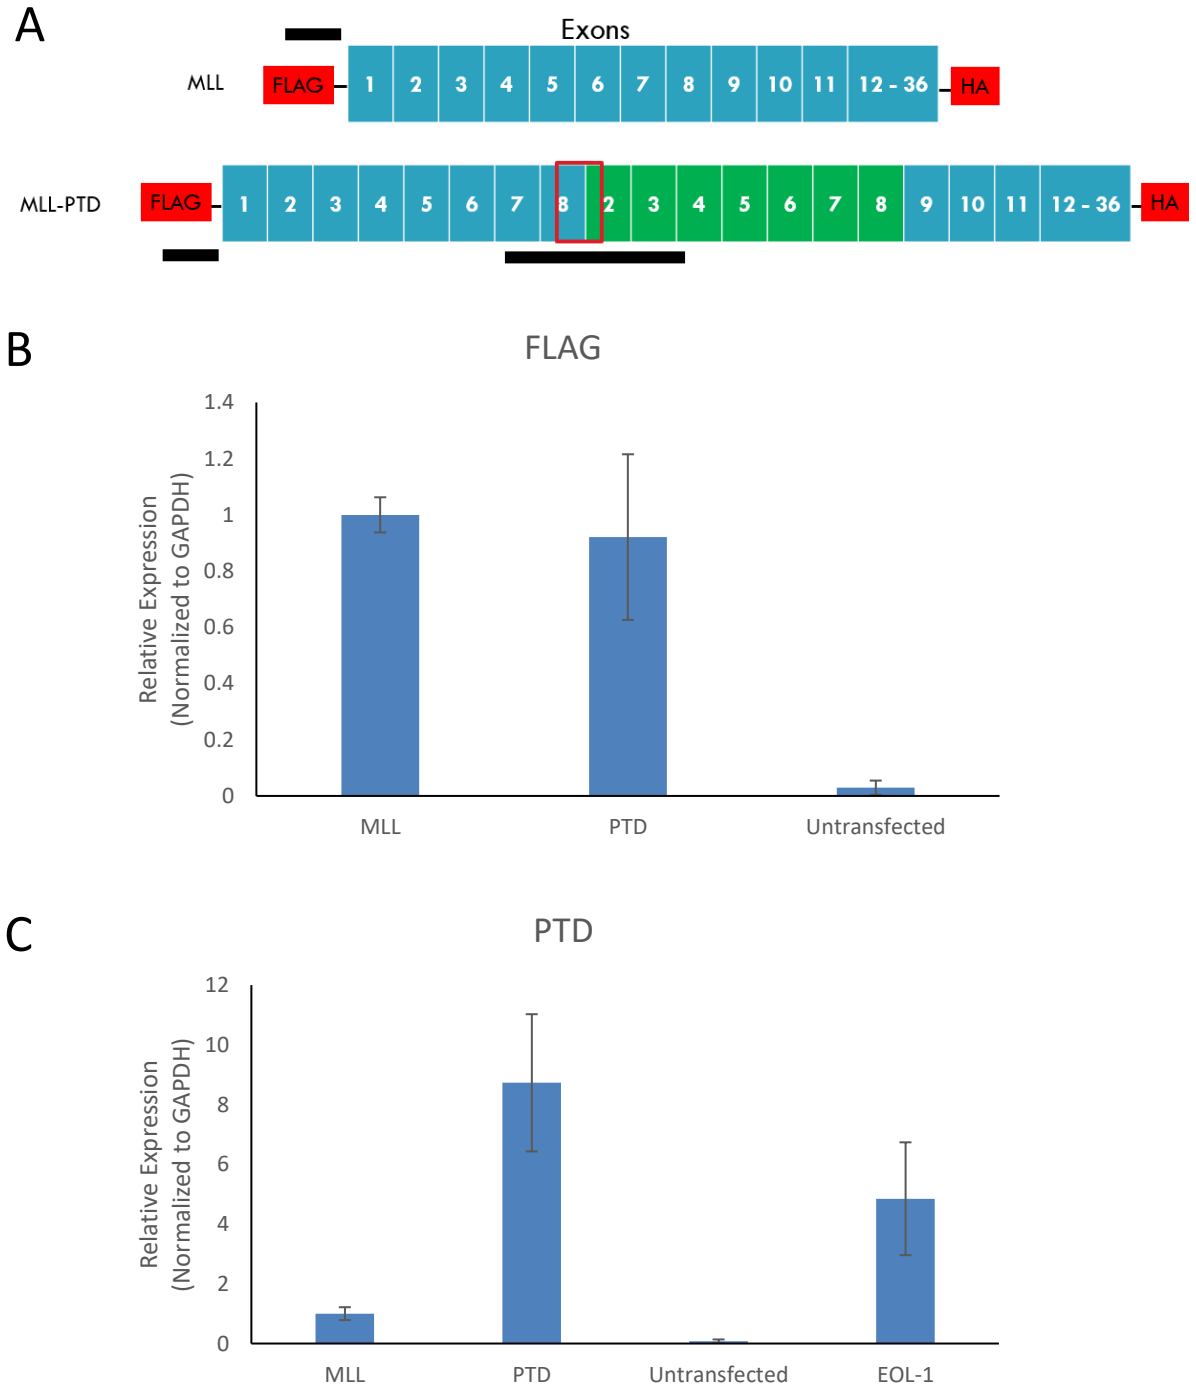 A
Exons
MLL
FLAG
1 2 3 4 5 6 7 8 9 10 11 12 - 36
HA
MLL-PTD
FLAG
1 2 3 4 5 6 7 8 2 3 4 5 6 7 8 9 10 11 12 - 36
HA
B
FLAG
Relative Expression
(Normalized to GAPDH)
1.4
1.2
1
0.8
0.6
0.4
0.2
0
MLL PTD Untransfected
C
PTD
Relative Expression
(Normalized to GAPDH)
12
10
8
6
4
2
0
MLL PTD Untransfected EOL-1